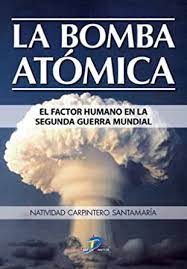 LA BOMBA
ATÓMICA
EL FACTOR HUMANO EN LA
SEGUNDA GUERRA MUNDIAL
NATIVIDAD CARPINTERO SANTAMARÍA